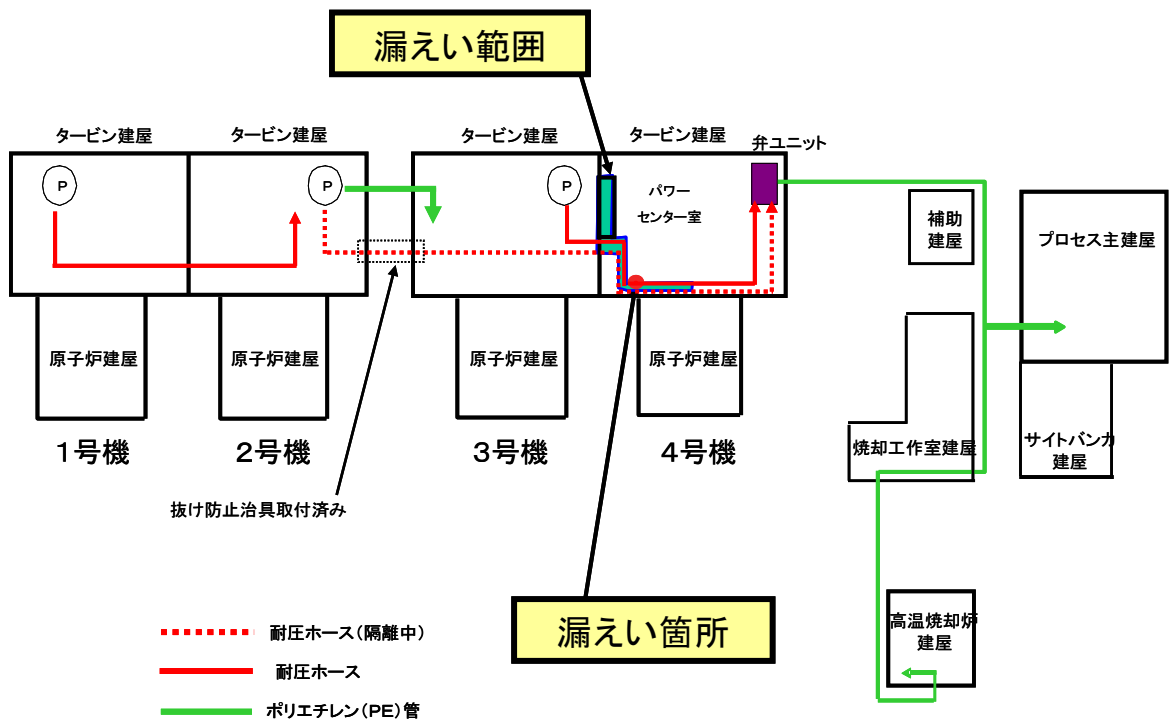 漏えい範囲
タービン建屋
タービン建屋
タービン建屋
タービン建屋
弁ユニット
P
P
P
パワー
センター室
補助
建屋
プロセス主建屋
原子炉建屋
原子炉建屋
原子炉建屋
原子炉建屋
1号機
2号機
3号機
4号機
焼却工作室建屋
サイトバンカ
建屋
抜け防止治具取付済み
漏えい箇所
高温焼却炉
建屋
耐圧ホース(隔離中)
耐圧ホース
ポリエチレン(PE)管